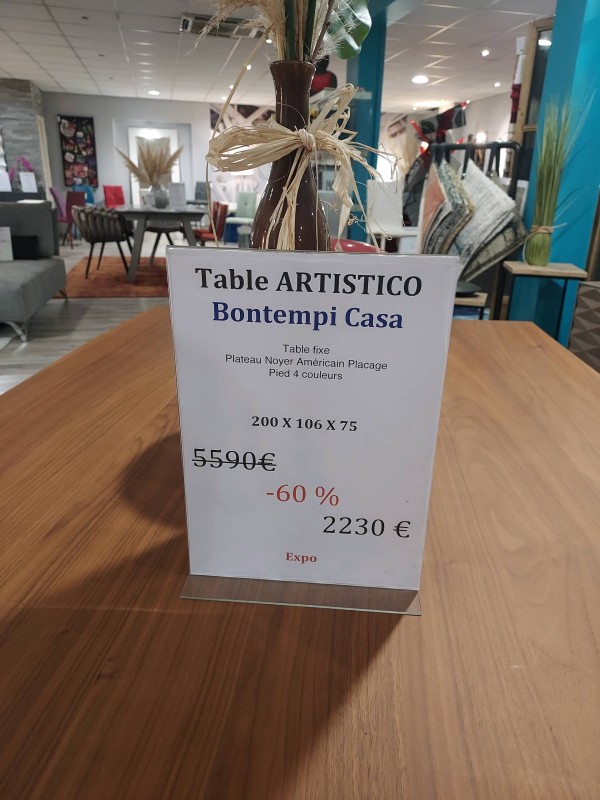 Table ARTISTICO
Bontempi Casa
Table fixe
Plateau Noyer Américain Placage
Pied 4 couleurs
200 X 106 X 75
5590€
-60 %
2230 €
Expo